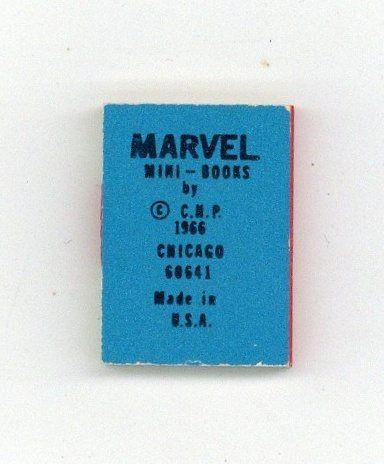 MARVEL
MINI-BOOKS
by
© C.M.P.
1966
CHICAGO
60641
Made in
U.S.A.